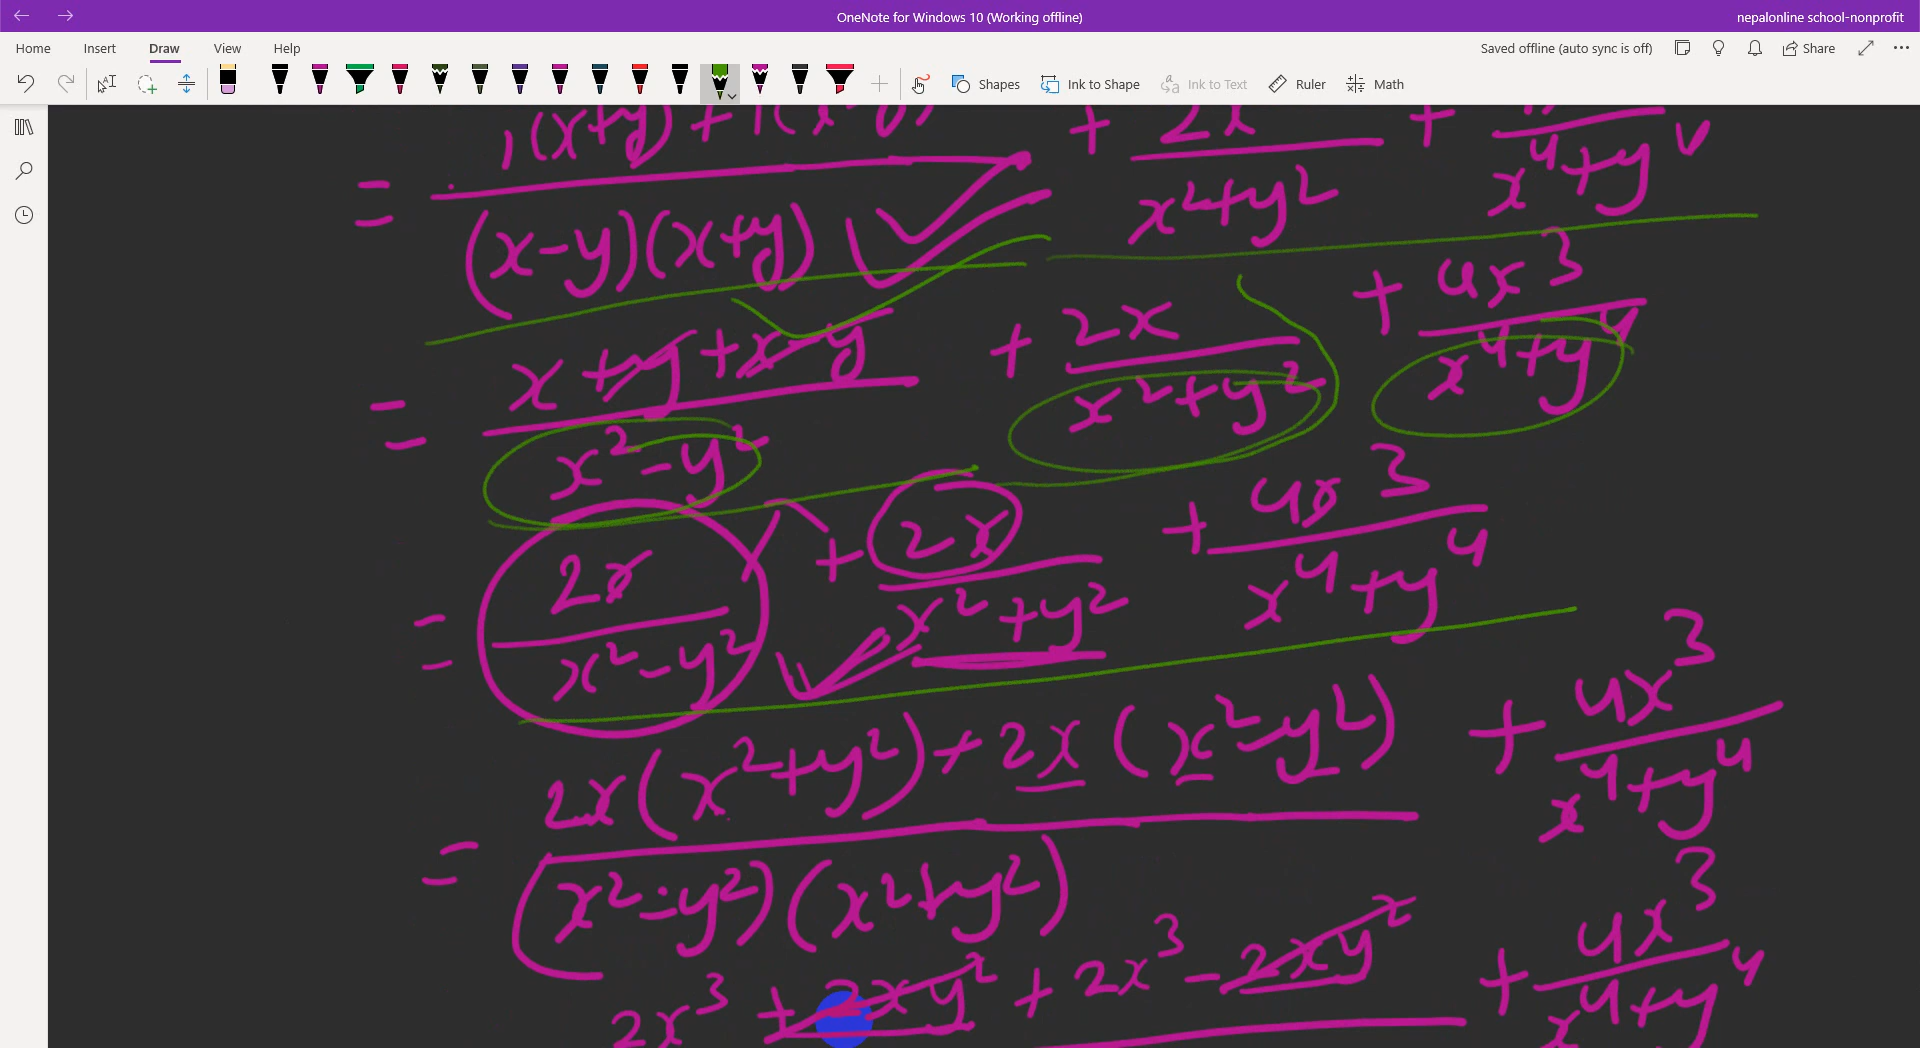 OneNote for Windows 10 (Working offline)
nepalonline school-nonprofit
Home Insert Draw View Help
Saved offline (auto sync is off) Share
Shapes Ink to Shape Ink to Text Ruler Math
1(x+y) + 1(x-y) + 2x + 
= (x-y)(x+y) x²+y² x⁴+y⁴
= x+y+x-y + 2x + 4x³
x²-y² x²+y² x⁴+y⁴
= 2x + 2x + 4x³
x²-y² x²+y² x⁴+y⁴
= 2x(x²+y²) + 2x(x²-y²) + 4x³
(x²-y²)(x²+y²) x⁴+y⁴
2x³ + 2xy² + 2x³ - 2xy² + 4x³
x⁴+y⁴